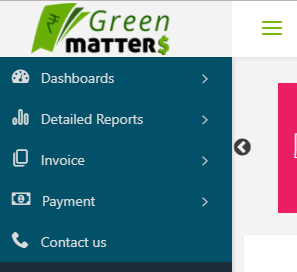 ₹ Green
MATTER$
Dashboards
Detailed Reports
Invoice
Payment
Contact us